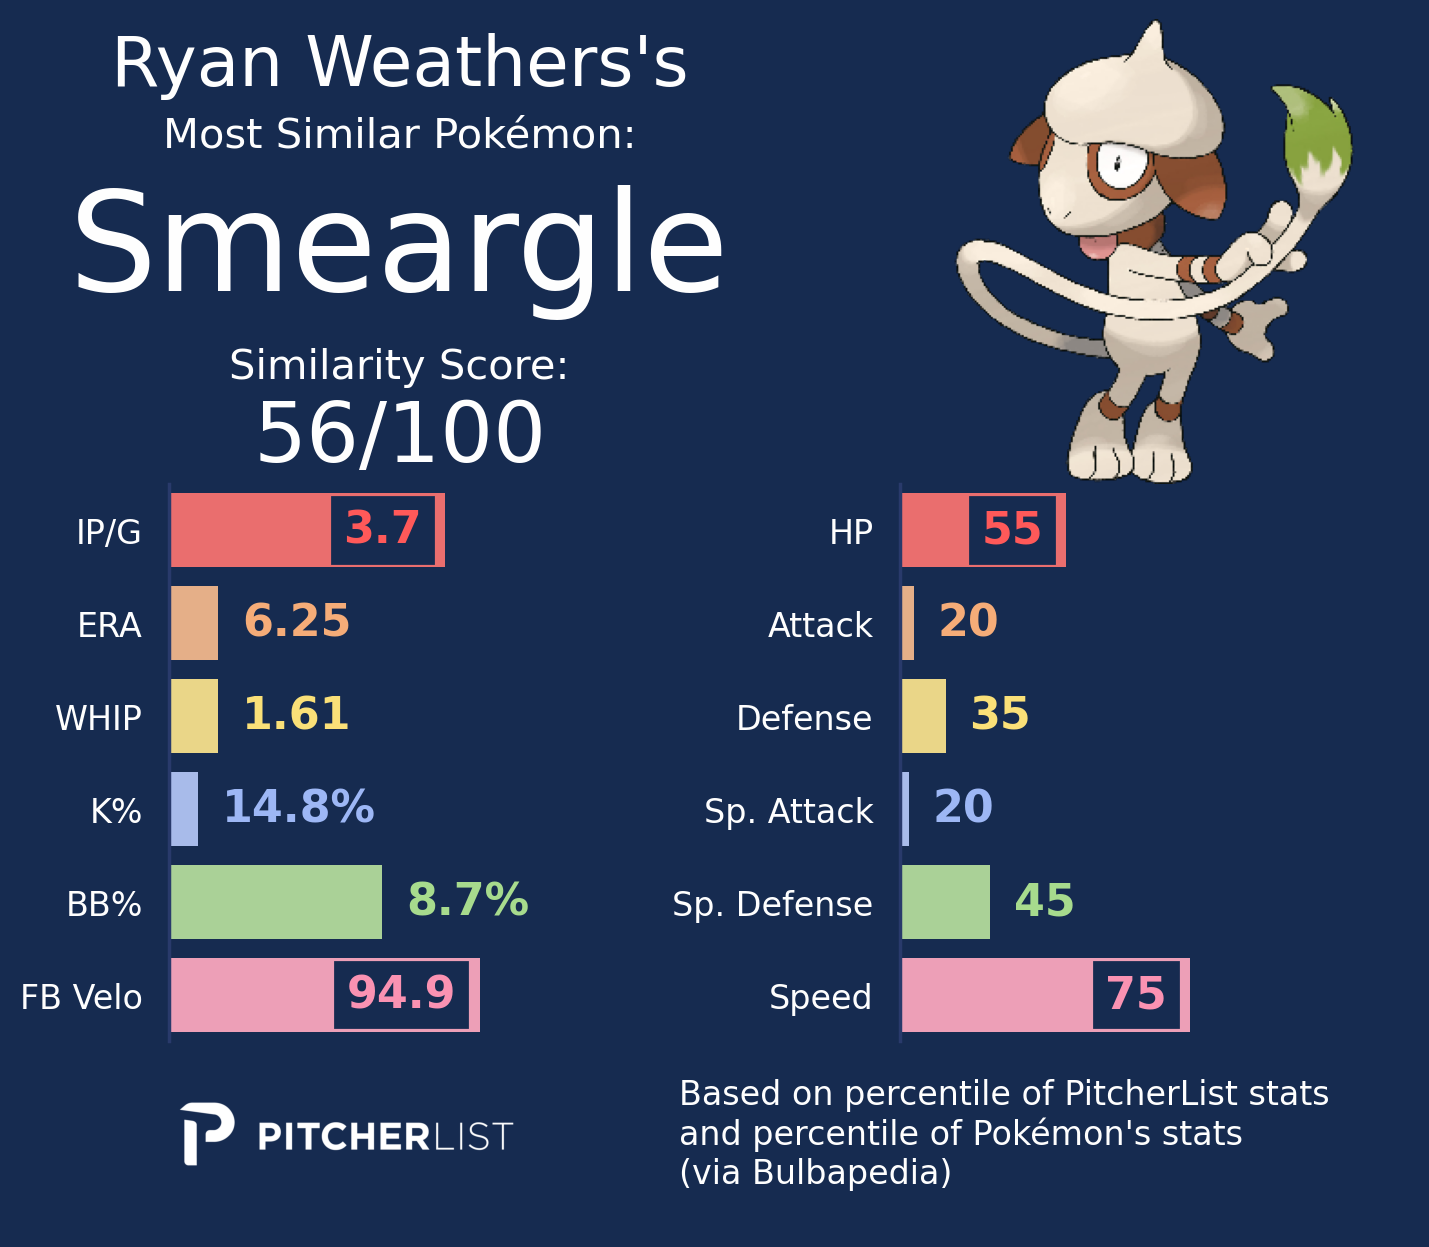 Ryan Weathers's
Most Similar Pokémon:
Smeargle
Similarity Score:
56/100
IP/G 3.7
ERA 6.25
WHIP 1.61
K% 14.8%
BB% 8.7%
FB Velo 94.9
HP 55
Attack 20
Defense 35
Sp. Attack 20
Sp. Defense 45
Speed 75
PITCHERLIST
Based on percentile of PitcherList stats
and percentile of Pokémon's stats
(via Bulbapedia)